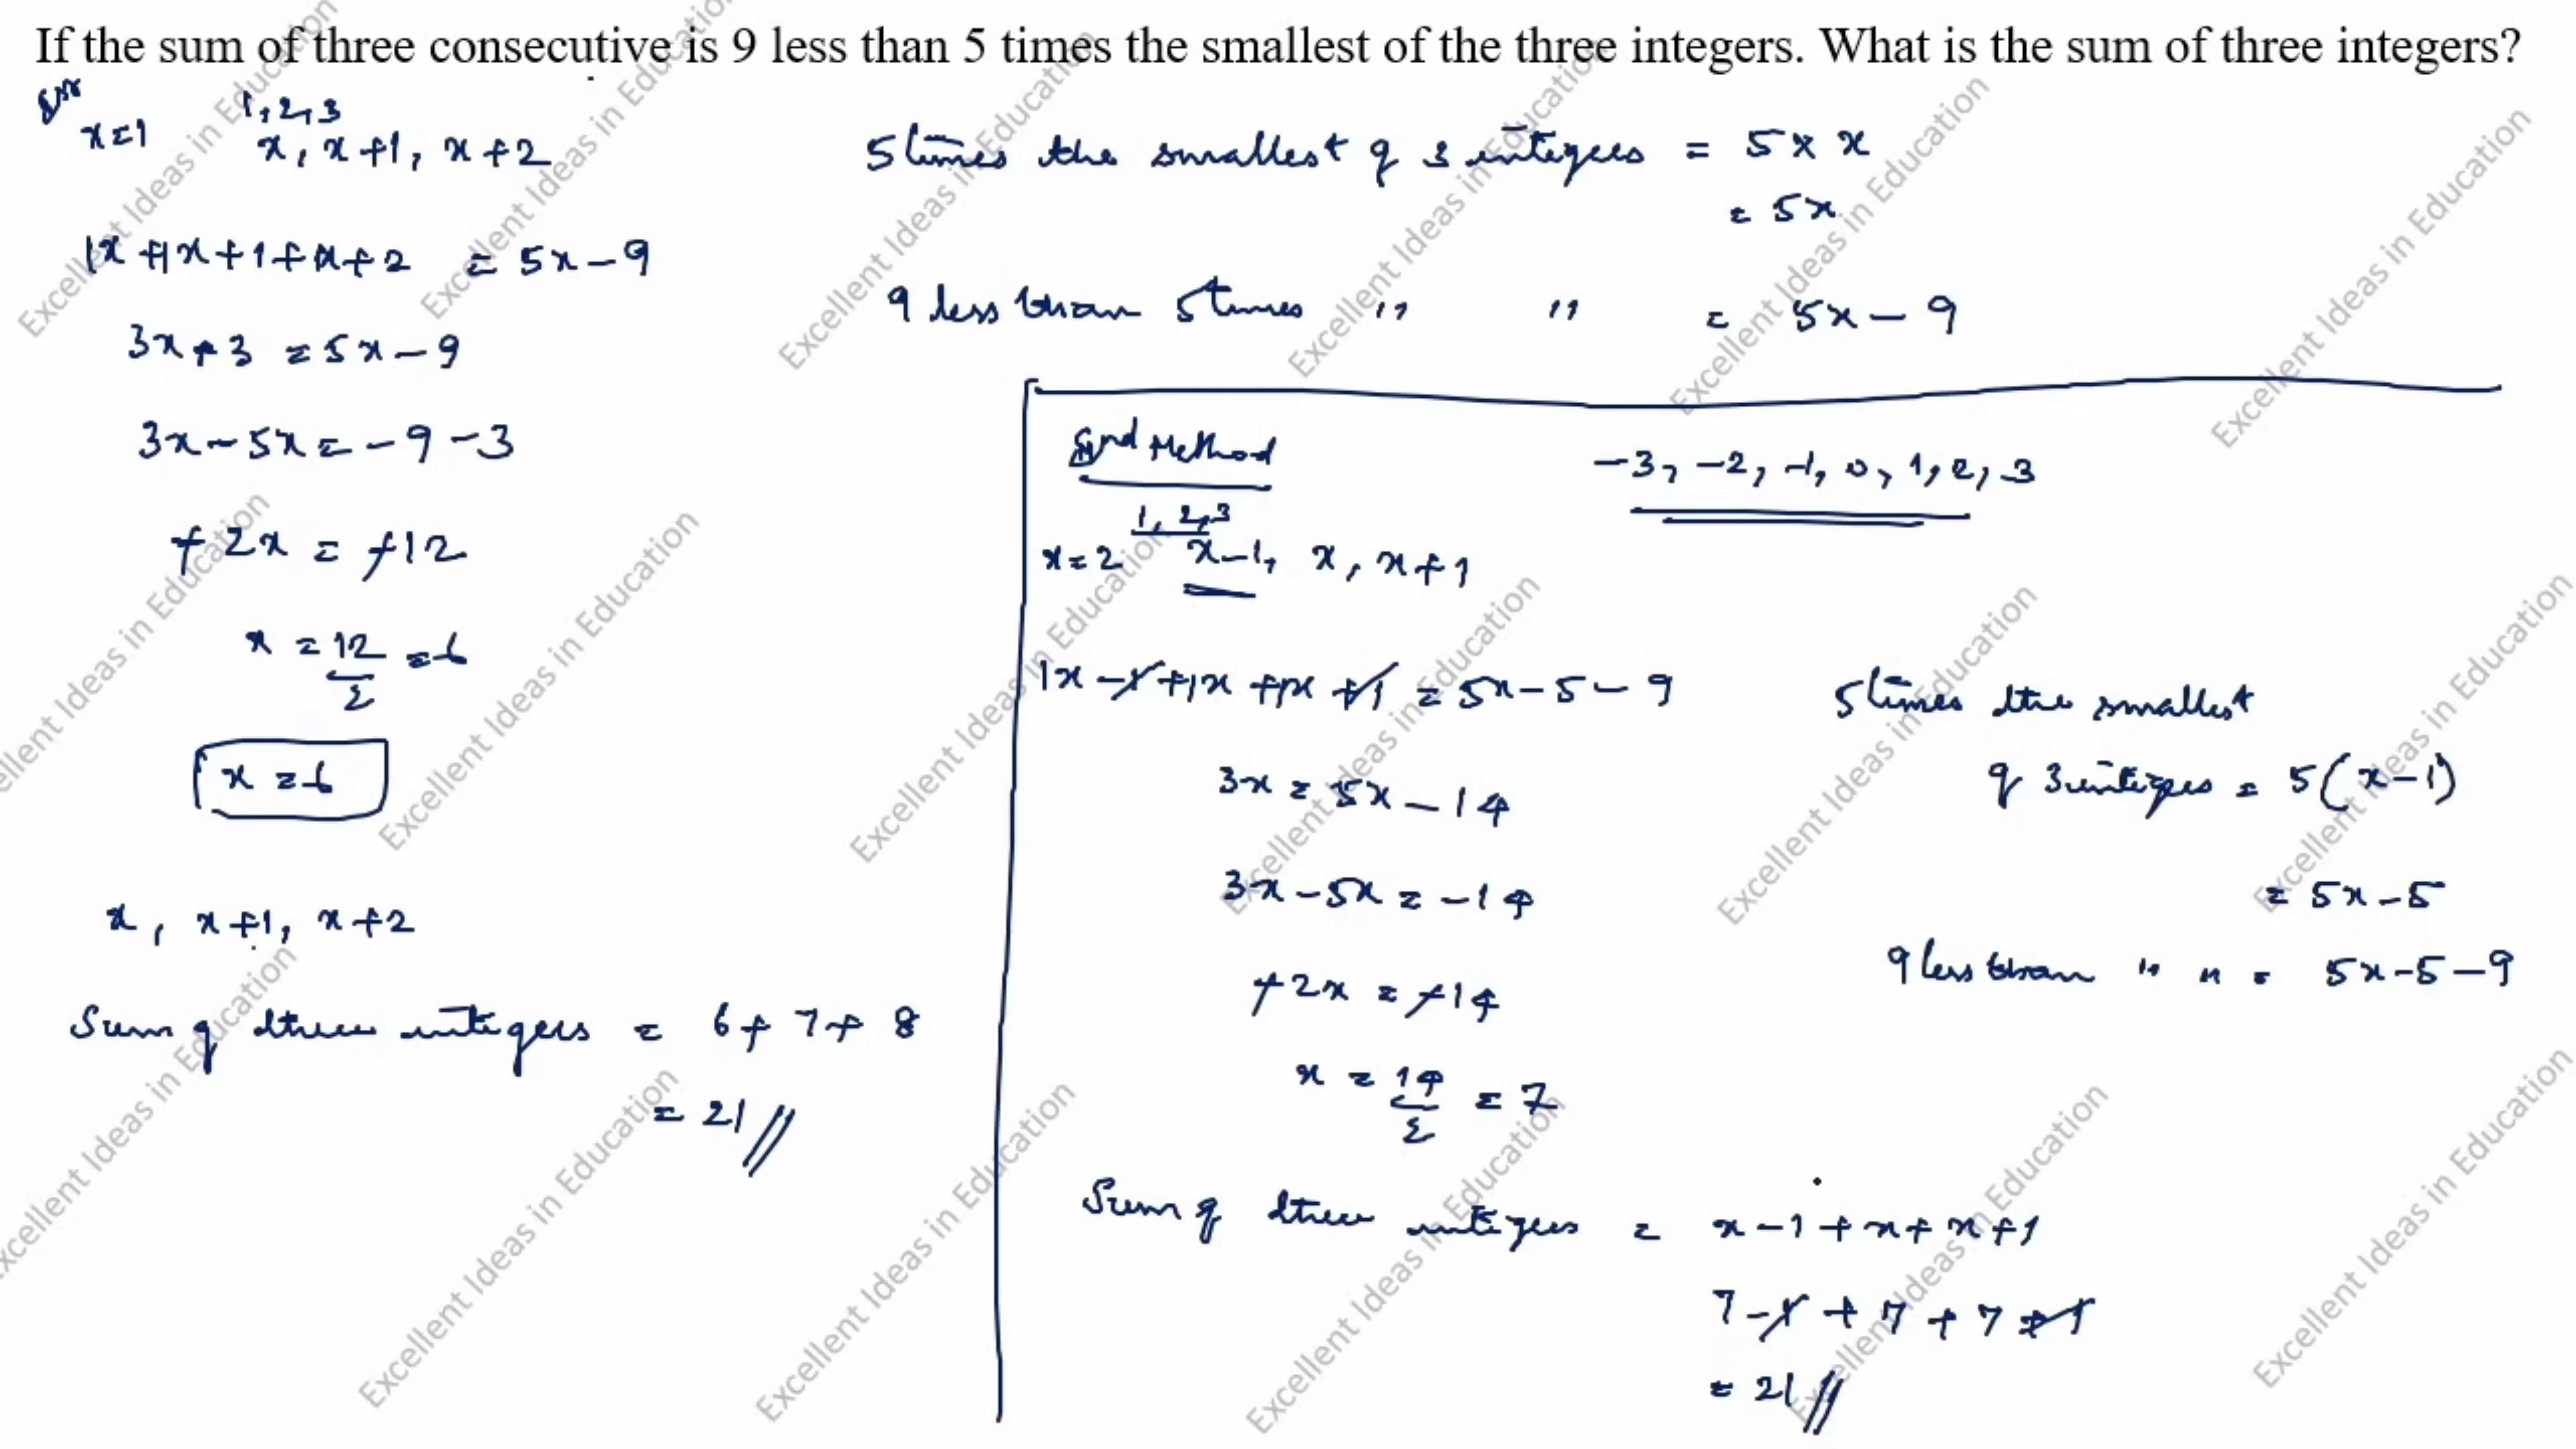 If the sum of three consecutive is 9 less than 5 times the smallest of the three integers. What is the sum of three integers?
x=1
1,2,3
x, x+1, x+2
1x+1x+1+1x+2 = 5x-9
3x+3 = 5x-9
3x-5x = -9-3
-2x = -12
x = 12/2 = 6
x = 6
x, x+1, x+2
Sum of three integers = 6+7+8
= 21//
5 times the smallest of 3 integers = 5 × x
= 5x
9 less than 5 times " " = 5x-9
IInd Method
-3, -2, -1, 0, 1, 2, 3
1, 2, 3
x=2 x-1, x, x+1
1x-1+1x+1x+1 = 5x-5-9
3x = 5x-14
3x-5x = -14
-2x = -14
x = 14/2 = 7
5 times the smallest
of 3 integers = 5(x-1)
= 5x-5
9 less than " " = 5x-5-9
Sum of three integers = x-1+x+x+1
7-1+7+7+1
= 21//
Excellent Ideas in Education